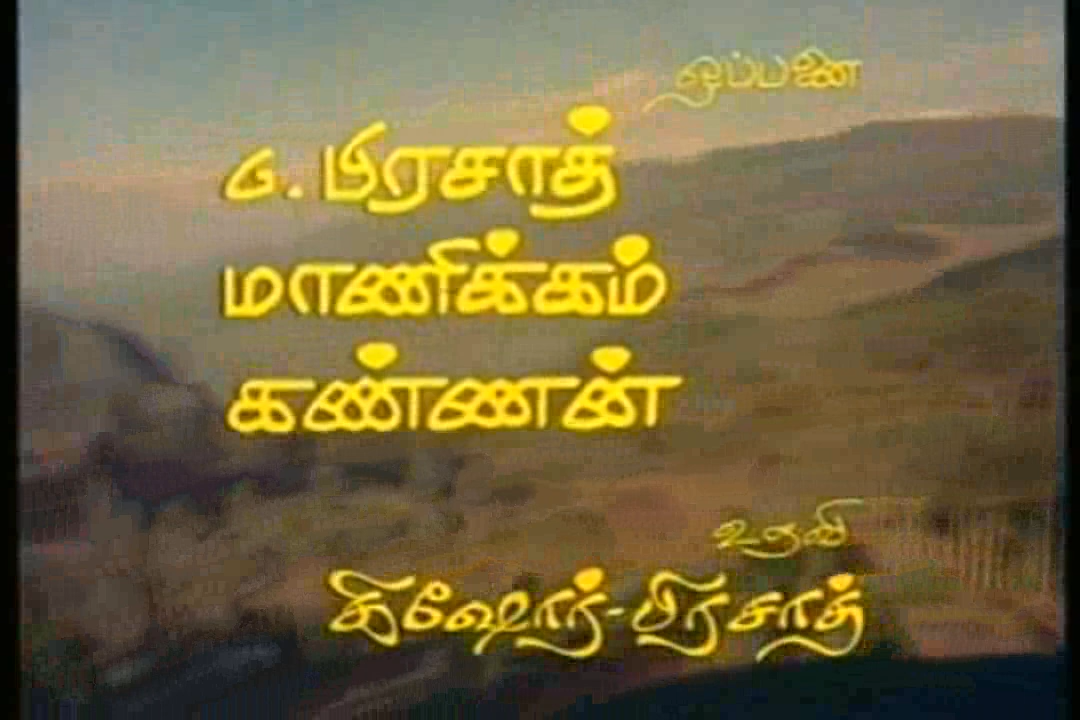 ஒப்பனை
G. பிரசாத்
மாணிக்கம்
கண்ணன்
உதவி
கிஷோர்-பிரசாத்